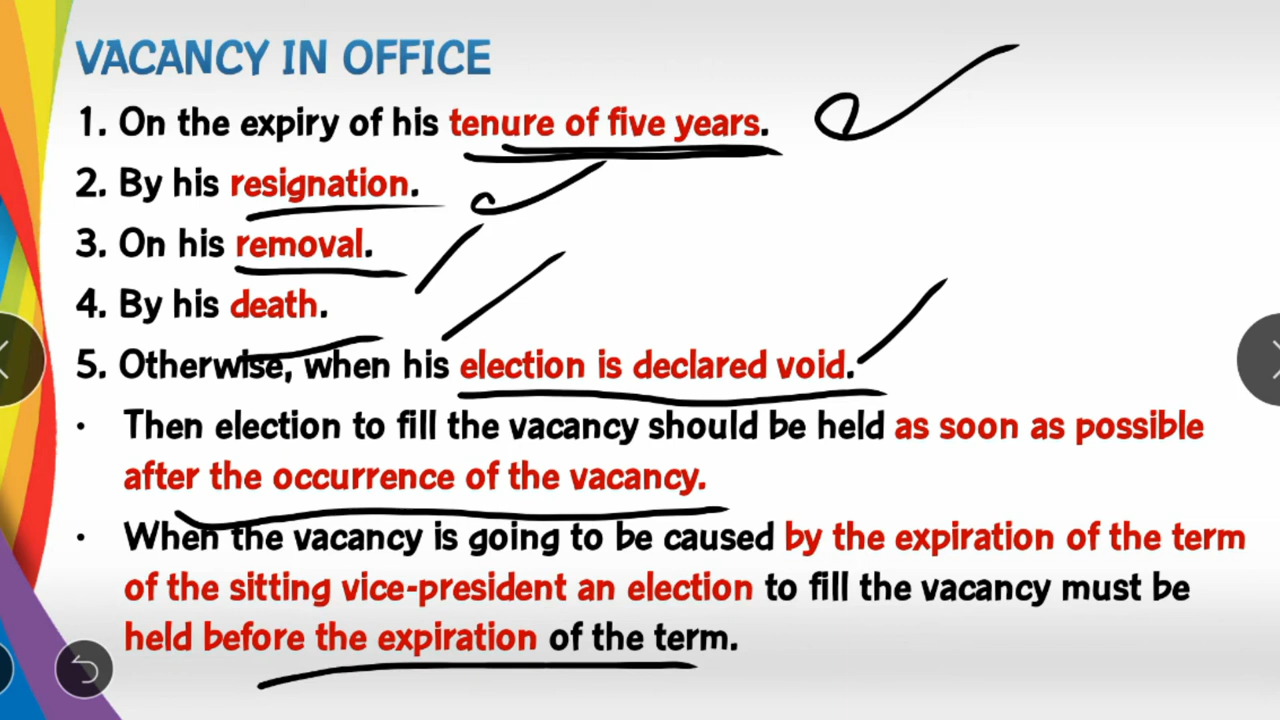 VACANCY IN OFFICE
1. On the expiry of his tenure of five years.
2. By his resignation.
3. On his removal.
4. By his death.
5. Otherwise, when his election is declared void.
• Then election to fill the vacancy should be held as soon as possible
after the occurrence of the vacancy.
• When the vacancy is going to be caused by the expiration of the term
of the sitting vice-president an election to fill the vacancy must be
held before the expiration of the term.